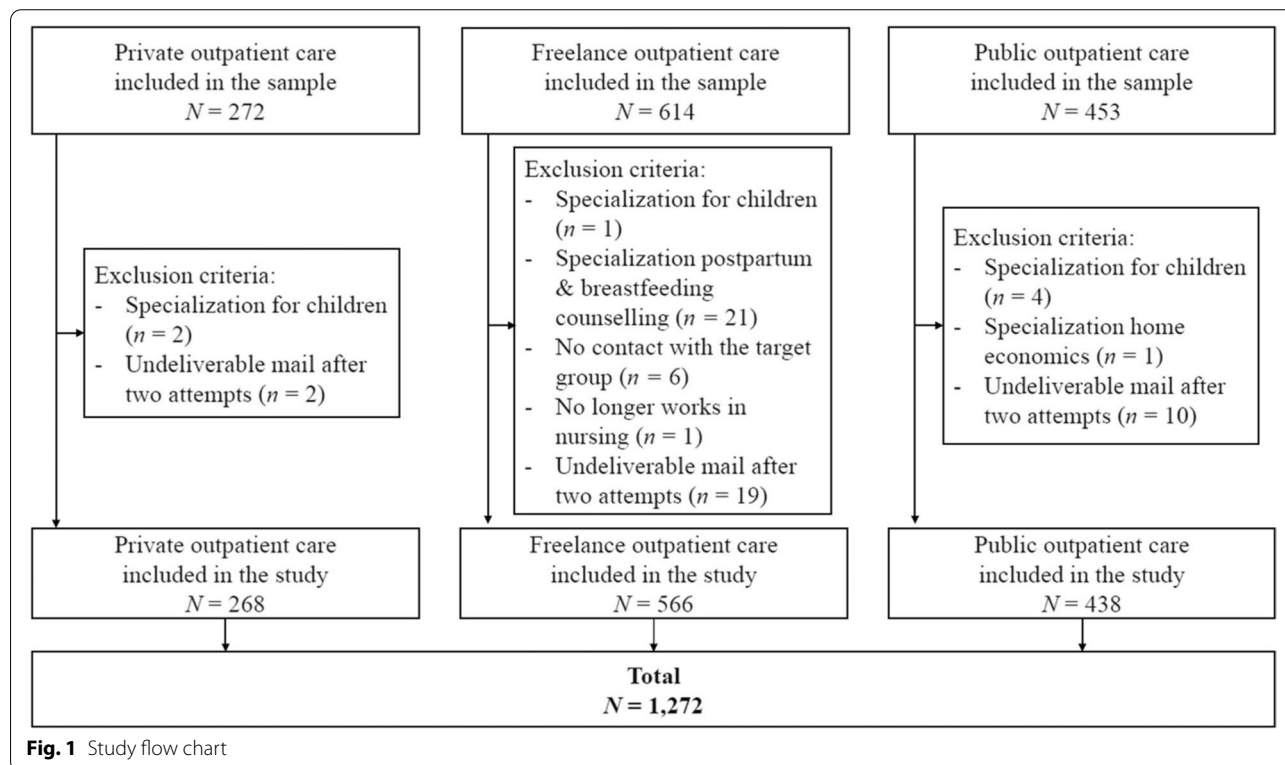 Private outpatient care
included in the sample
N = 272
Freelance outpatient care
included in the sample
N = 614
Public outpatient care
included in the sample
N = 453
Exclusion criteria:
- Specialization for children
(n = 2)
- Undeliverable mail after
two attempts (n = 2)
Exclusion criteria:
- Specialization for children
(n = 1)
- Specialization postpartum
& breastfeeding
counselling (n = 21)
- No contact with the target
group (n = 6)
- No longer works in
nursing (n = 1)
- Undeliverable mail after
two attempts (n = 19)
Exclusion criteria:
- Specialization for children
(n = 4)
- Specialization home
economics (n = 1)
- Undeliverable mail after
two attempts (n = 10)
Private outpatient care
included in the study
N = 268
Freelance outpatient care
included in the study
N = 566
Public outpatient care
included in the study
N = 438
Total
N = 1,272
Fig. 1 Study flow chart